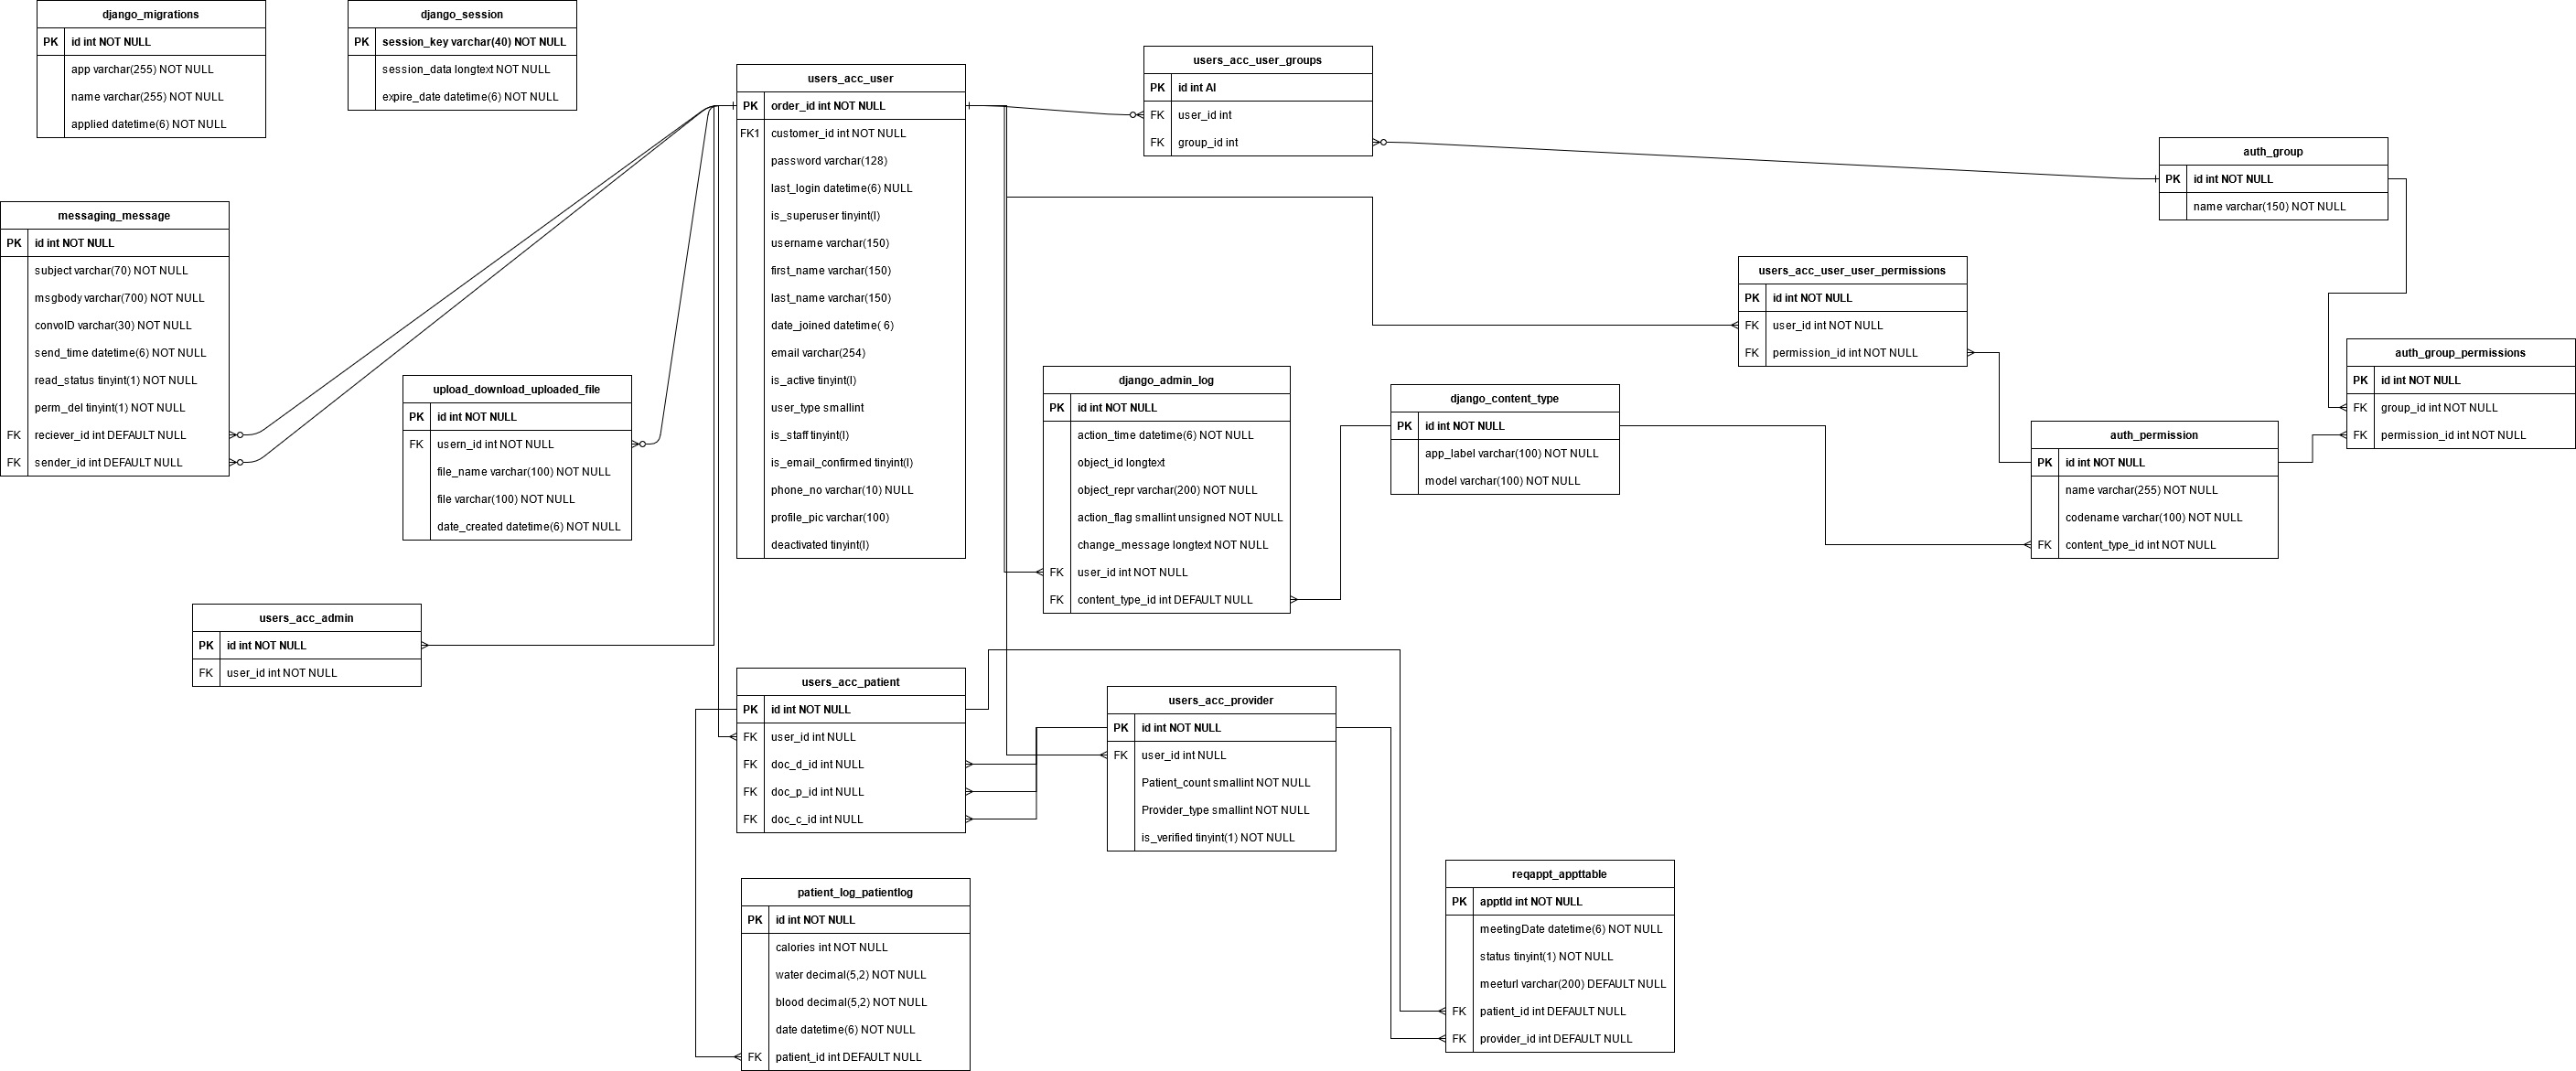 django_migrations
PK id int NOT NULL
app varchar(255) NOT NULL
name varchar(255) NOT NULL
applied datetime(6) NOT NULL
django_session
PK session_key varchar(40) NOT NULL
session_data longtext NOT NULL
expire_date datetime(6) NOT NULL
users_acc_user
PK order_id int NOT NULL
FK1 customer_id int NOT NULL
password varchar(128)
last_login datetime(6) NULL
is_superuser tinyint(l)
username varchar(150)
first_name varchar(150)
last_name varchar(150)
date_joined datetime( 6)
email varchar(254)
is_active tinyint(l)
user_type smallint
is_staff tinyint(l)
is_email_confirmed tinyint(l)
phone_no varchar(10) NULL
profile_pic varchar(100)
deactivated tinyint(l)
users_acc_user_groups
PK id int AI
FK user_id int
FK group_id int
auth_group
PK id int NOT NULL
name varchar(150) NOT NULL
messaging_message
PK id int NOT NULL
subject varchar(70) NOT NULL
msgbody varchar(700) NOT NULL
convoID varchar(30) NOT NULL
send_time datetime(6) NOT NULL
read_status tinyint(1) NOT NULL
perm_del tinyint(1) NOT NULL
FK reciever_id int DEFAULT NULL
FK sender_id int DEFAULT NULL
upload_download_uploaded_file
PK id int NOT NULL
FK usern_id int NOT NULL
file_name varchar(100) NOT NULL
file varchar(100) NOT NULL
date_created datetime(6) NOT NULL
users_acc_user_user_permissions
PK id int NOT NULL
FK user_id int NOT NULL
FK permission_id int NOT NULL
auth_group_permissions
PK id int NOT NULL
FK group_id int NOT NULL
FK permission_id int NOT NULL
django_admin_log
PK id int NOT NULL
action_time datetime(6) NOT NULL
object_id longtext
object_repr varchar(200) NOT NULL
action_flag smallint unsigned NOT NULL
change_message longtext NOT NULL
FK user_id int NOT NULL
FK content_type_id int DEFAULT NULL
django_content_type
PK id int NOT NULL
app_label varchar(100) NOT NULL
model varchar(100) NOT NULL
auth_permission
PK id int NOT NULL
name varchar(255) NOT NULL
codename varchar(100) NOT NULL
FK content_type_id int NOT NULL
users_acc_admin
PK id int NOT NULL
FK user_id int NOT NULL
users_acc_patient
PK id int NOT NULL
FK user_id int NULL
FK doc_d_id int NULL
FK doc_p_id int NULL
FK doc_c_id int NULL
users_acc_provider
PK id int NOT NULL
FK user_id int NULL
Patient_count smallint NOT NULL
Provider_type smallint NOT NULL
is_verified tinyint(1) NOT NULL
patient_log_patientlog
PK id int NOT NULL
calories int NOT NULL
water decimal(5,2) NOT NULL
blood decimal(5,2) NOT NULL
date datetime(6) NOT NULL
FK patient_id int DEFAULT NULL
reqappt_appttable
PK apptId int NOT NULL
meetingDate datetime(6) NOT NULL
status tinyint(1) NOT NULL
meeturl varchar(200) DEFAULT NULL
FK patient_id int DEFAULT NULL
FK provider_id int DEFAULT NULL